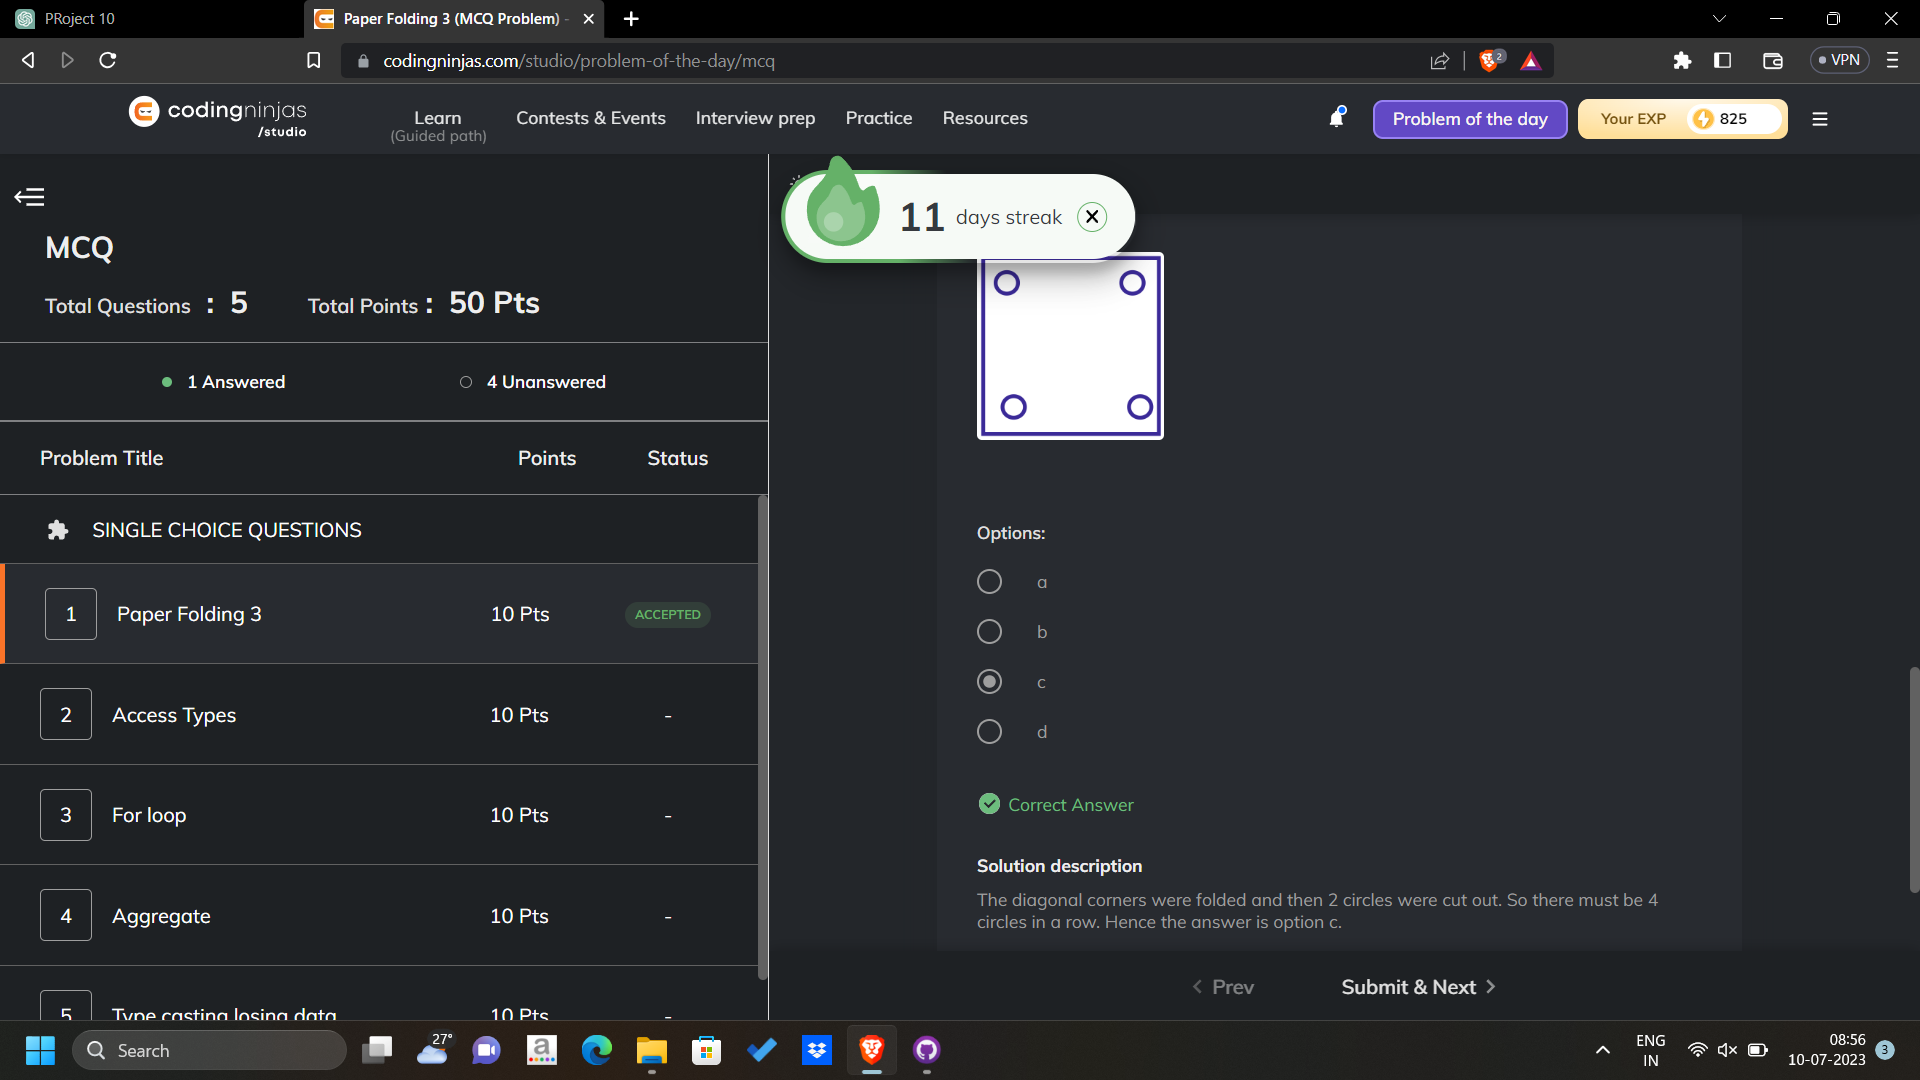 PRoject 10
Paper Folding 3 (MCQ Problem) -
codingninjas.com/studio/problem-of-the-day/mcq
2
VPN
codingninjas
/studio
Learn
(Guided path)
Contests & Events
Interview prep
Practice
Resources
Problem of the day
Your EXP
825
11 days streak
MCQ
Total Questions : 5
Total Points : 50 Pts
1 Answered
4 Unanswered
Problem Title
Points
Status
SINGLE CHOICE QUESTIONS
1 Paper Folding 3 10 Pts ACCEPTED
2 Access Types 10 Pts -
3 For loop 10 Pts -
4 Aggregate 10 Pts -
5 Type casting losing data 10 Pts -
Options:
a
b
c
d
Correct Answer
Solution description
The diagonal corners were folded and then 2 circles were cut out. So there must be 4
circles in a row. Hence the answer is option c.
Prev
Submit & Next
Search
27°
a
ENG
IN
08:56
10-07-2023
3